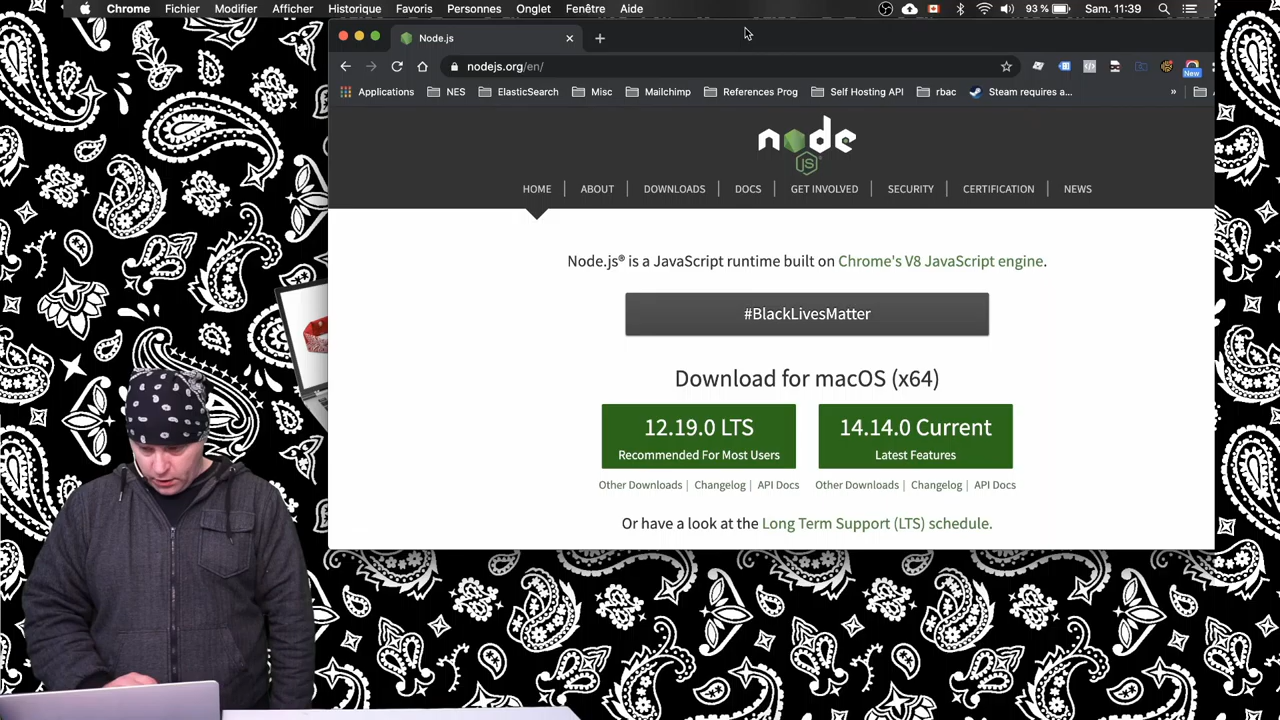 Chrome Fichier Modifier Afficher Historique Favoris Personnes Onglet Fenêtre Aide 93 % Sam. 11:39
Node.js
nodejs.org/en/
New
Applications NES ElasticSearch Misc Mailchimp References Prog Self Hosting API rbac Steam requires a... »
node
JS
HOME | ABOUT | DOWNLOADS | DOCS | GET INVOLVED | SECURITY | CERTIFICATION | NEWS
Node.js® is a JavaScript runtime built on Chrome's V8 JavaScript engine.
#BlackLivesMatter
Download for macOS (x64)
12.19.0 LTS
Recommended For Most Users
14.14.0 Current
Latest Features
Other Downloads | Changelog | API Docs
Other Downloads | Changelog | API Docs
Or have a look at the Long Term Support (LTS) schedule.